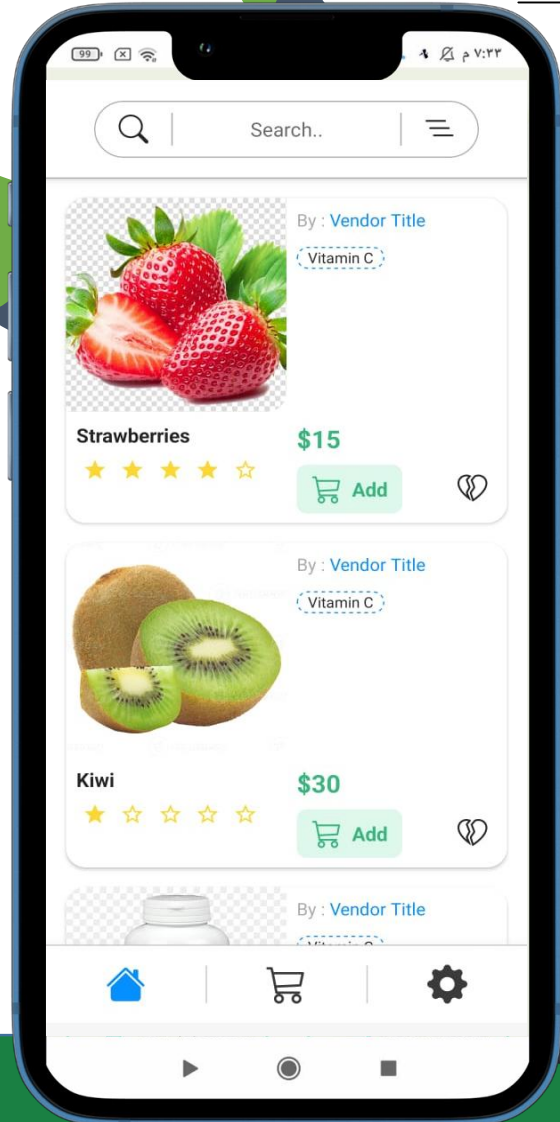 99
م ٧:٣٣
Search..
By : Vendor Title
Vitamin C
Strawberries
$15
Add
By : Vendor Title
Vitamin C
Kiwi
$30
Add
By : Vendor Title
Vitamin C